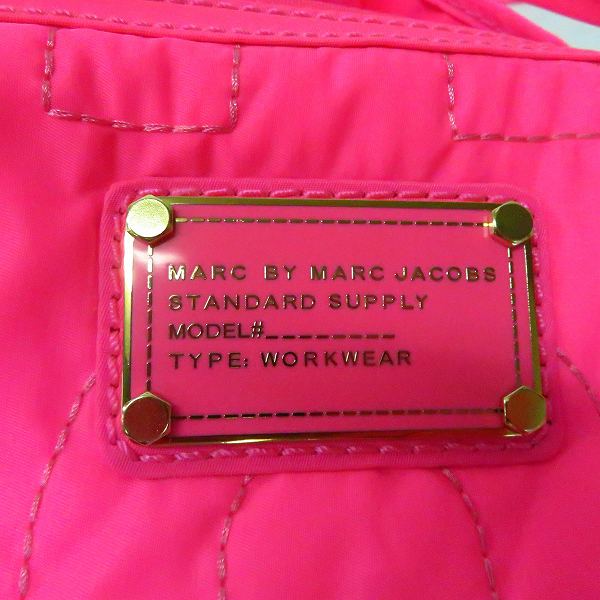 MARC BY MARC JACOBS
STANDARD SUPPLY
MODEL#_________
TYPE: WORKWEAR